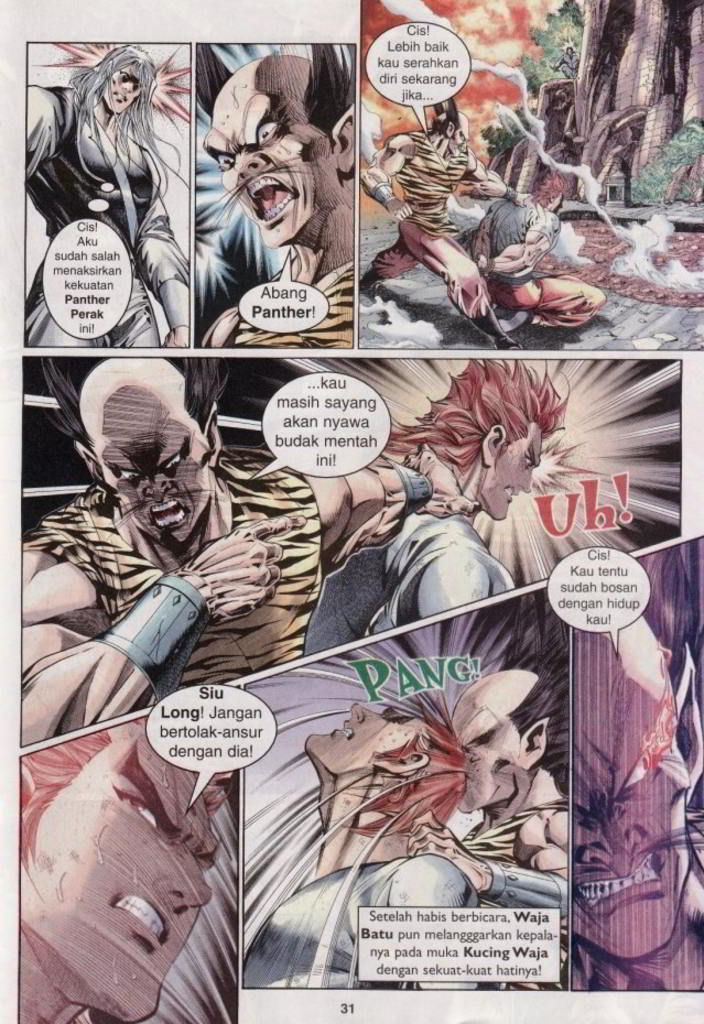 Cis!
Aku
sudah salah
menaksirkan
kekuatan
Panther
Perak
ini!
Abang
Panther!
Cis!
Lebih baik
kau serahkan
diri sekarang
jika...
...kau
masih sayang
akan nyawa
budak mentah
ini!
Uh!
Siu
Long! Jangan
bertolak-ansur
dengan dia!
PANG!
Setelah habis berbicara, Waja
Batu pun melangggarkan kepala-
nya pada muka Kucing Waja
dengan sekuat-kuat hatinya!
Cis!
Kau tentu
sudah bosan
dengan hidup
kau!
31